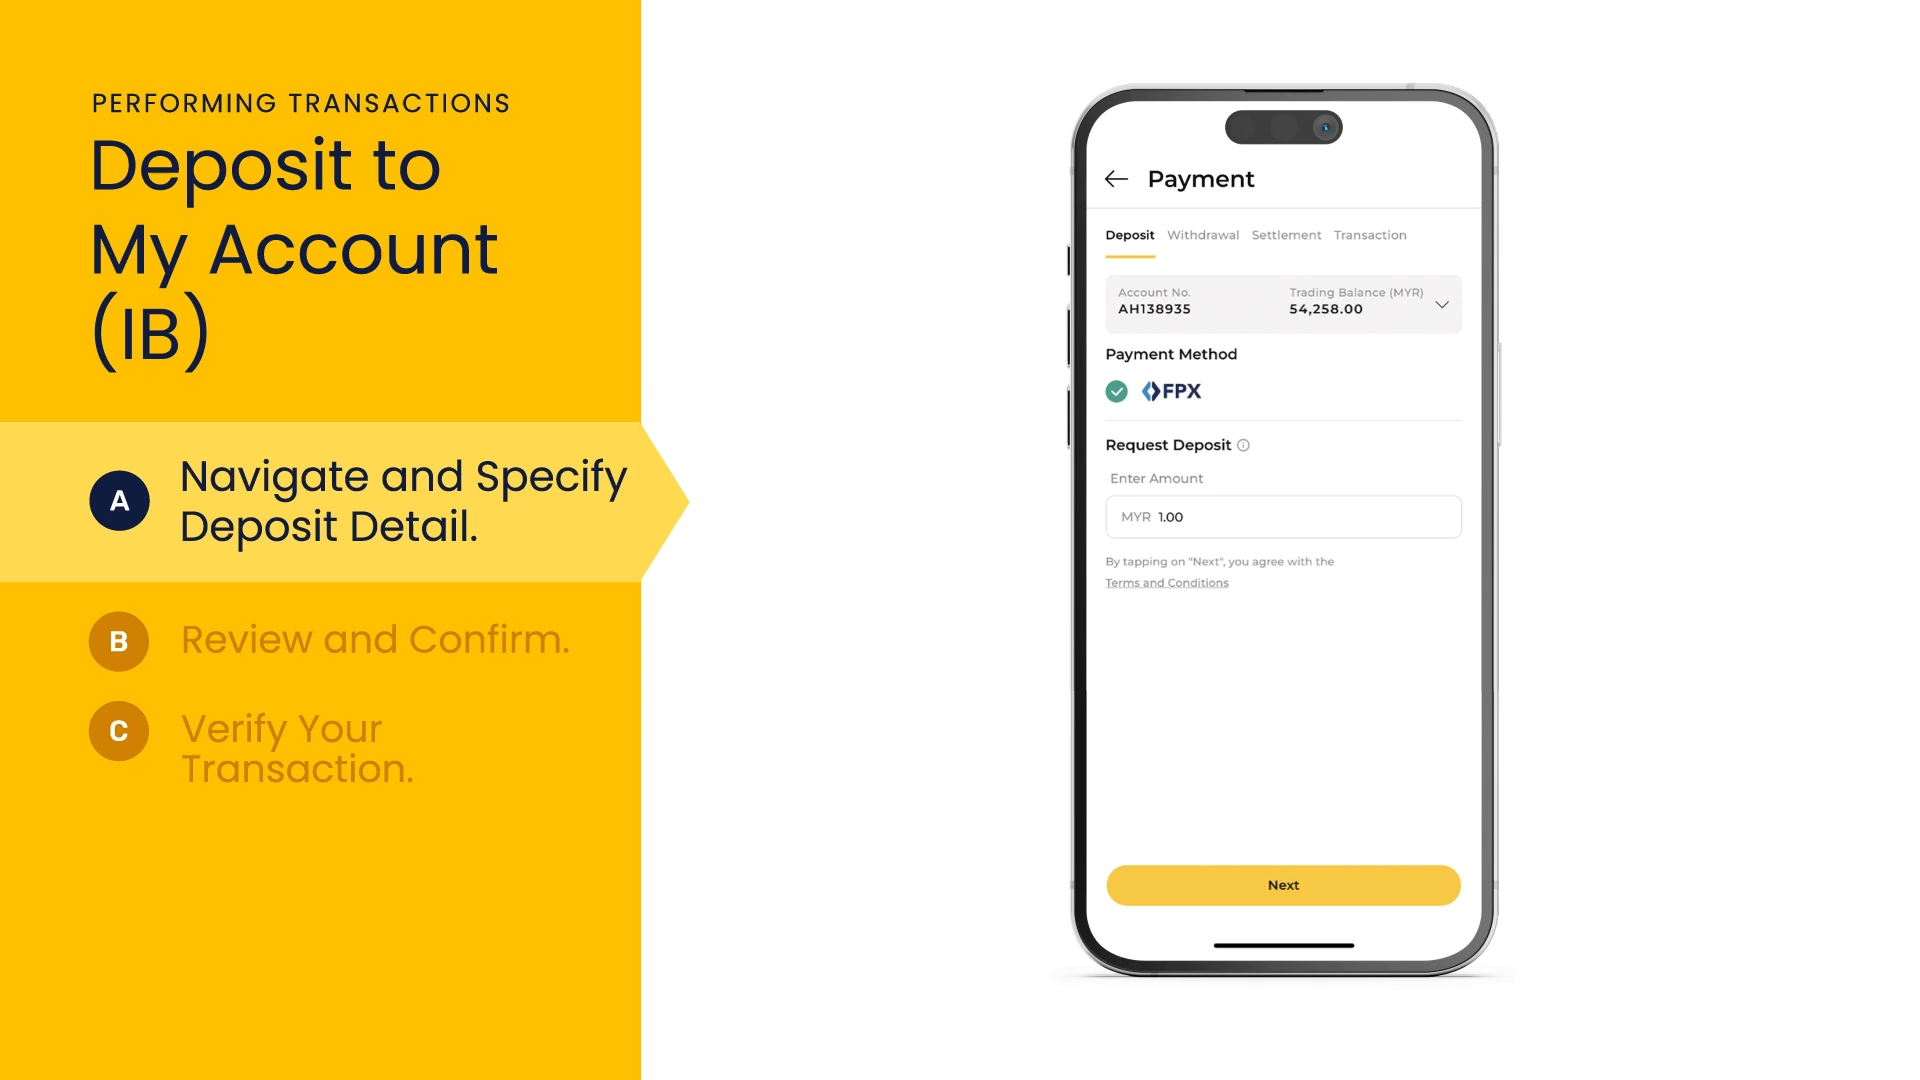 PERFORMING TRANSACTIONS
Deposit to
My Account
(IB)
A
Navigate and Specify
Deposit Detail.
B
Review and Confirm.
C
Verify Your
Transaction.
Payment
Deposit Withdrawal Settlement Transaction
Account No. Trading Balance (MYR)
AH138935 54,258.00
Payment Method
FPX
Request Deposit
Enter Amount
MYR 1.00
By tapping on "Next", you agree with the
Terms and Conditions
Next